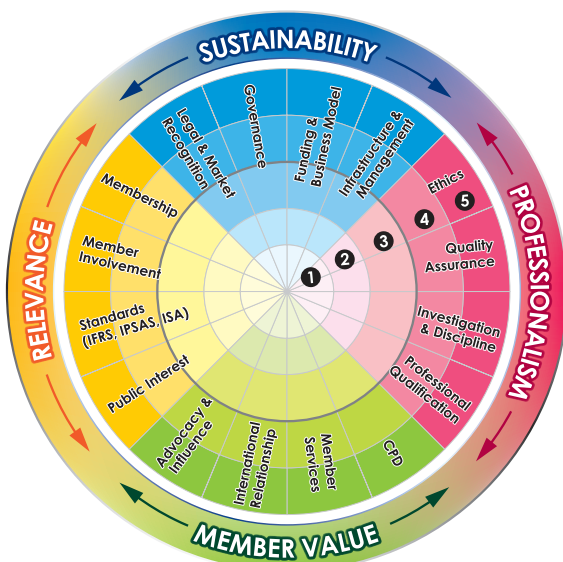 SUSTAINABILITY
Legal & Market
Recognition
Governance
Funding &
Business Model
Infrastructure &
Management
PROFESSIONALISM
Ethics
Quality
Assurance
Investigation
& Discipline
Professional
Qualification
1
2
3
4
5
MEMBER VALUE
CPD
Member
Services
International
Relationship
Advocacy &
Influence
RELEVANCE
Public Interest
Standards
(IFRS, IPSAS, ISA)
Member
Involvement
Membership